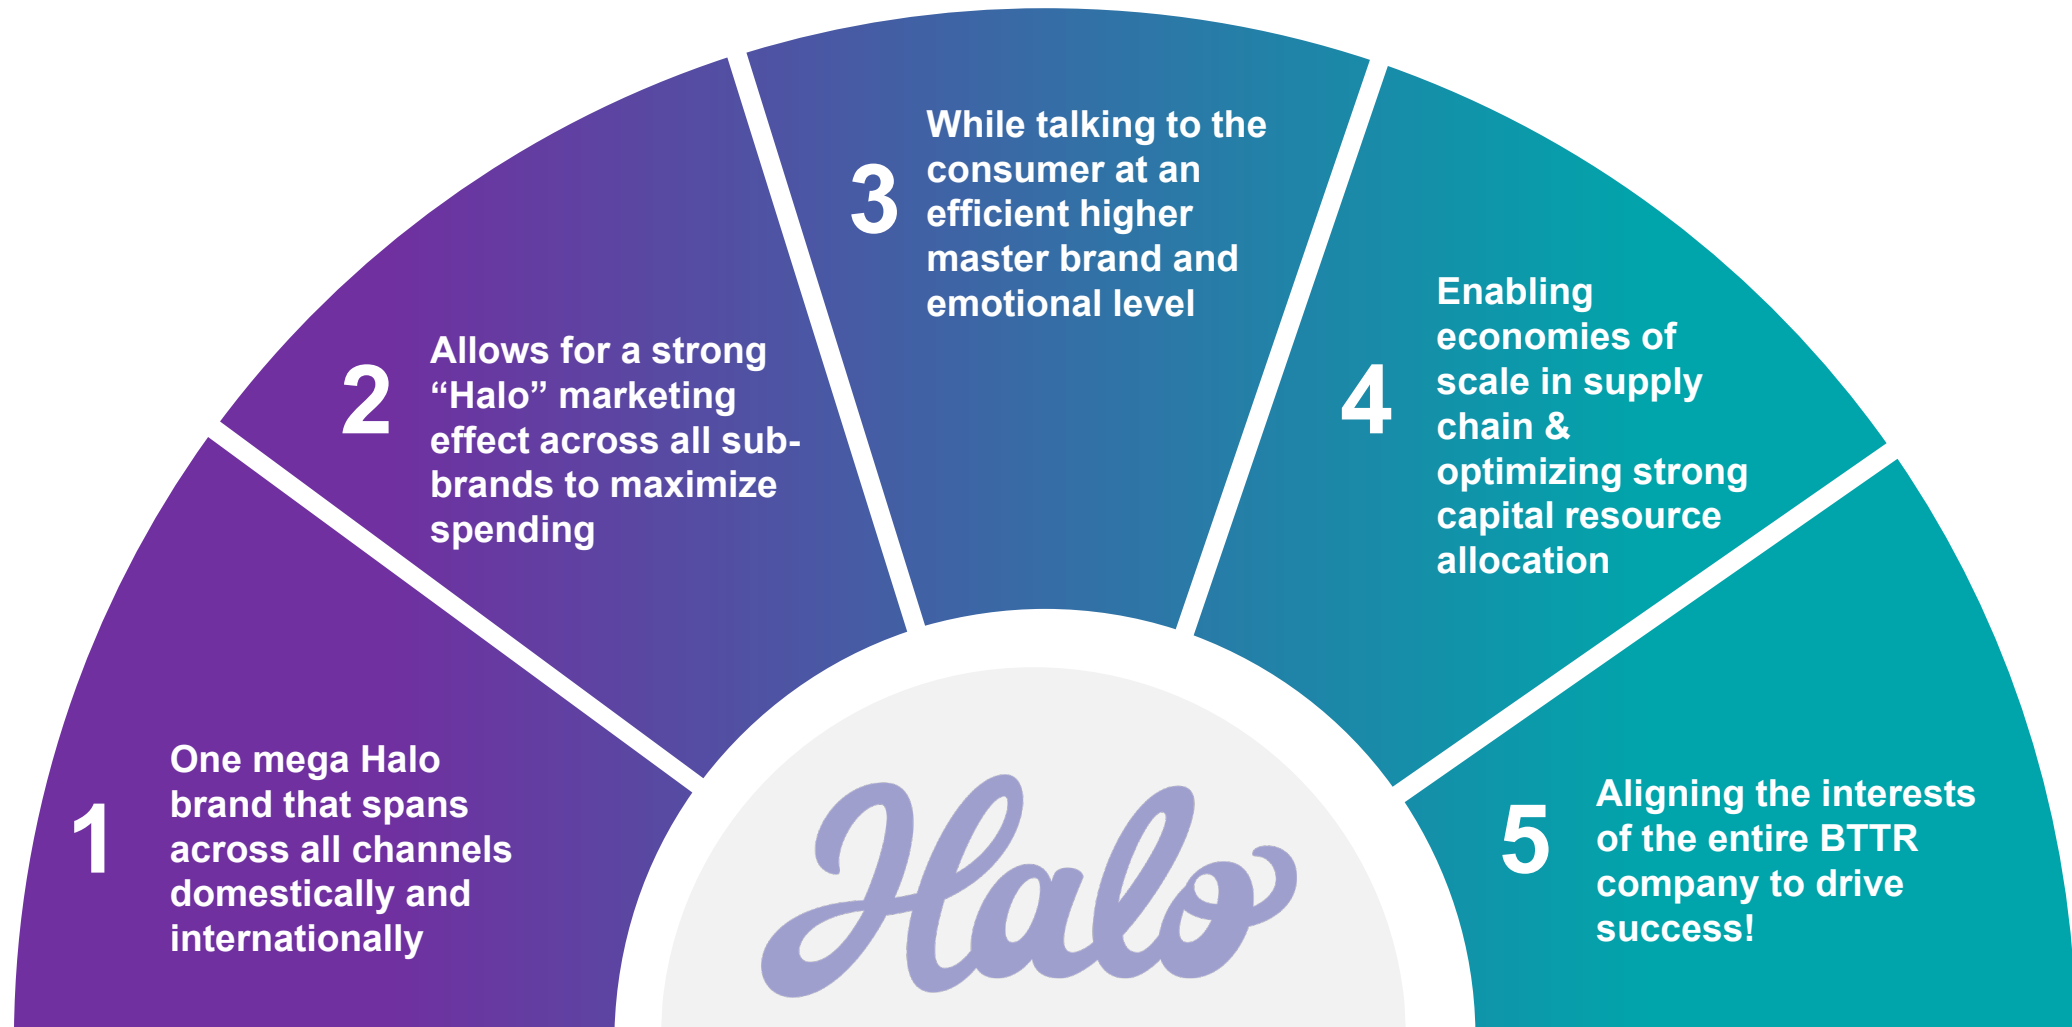 1
One mega Halo
brand that spans
across all channels
domestically and
internationally
2
Allows for a strong
“Halo” marketing
effect across all sub-
brands to maximize
spending
3
While talking to the
consumer at an
efficient higher
master brand and
emotional level
4
Enabling
economies of
scale in supply
chain &
optimizing strong
capital resource
allocation
5
Aligning the interests
of the entire BTTR
company to drive
success!
Halo